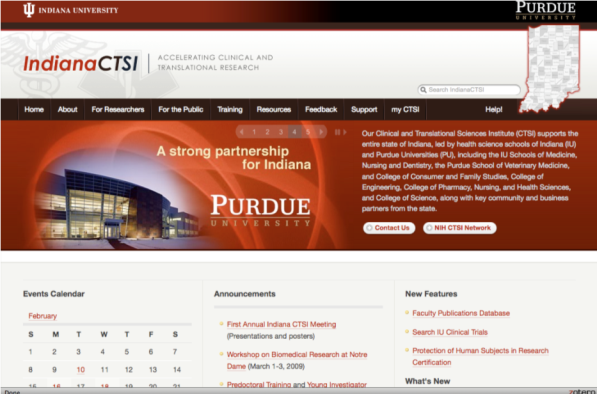 INDIANA UNIVERSITY
PURDUE
UNIVERSITY
IndianaCTSI
ACCELERATING CLINICAL AND
TRANSLATIONAL RESEARCH
Search IndianaCTSI
Home About For Researchers For the Public Training Resources Feedback Support my CTSI Help!
1 2 3 4 5
A strong partnership
for Indiana
PURDUE
UNIVERSITY
Our Clinical and Translational Sciences Institute (CTSI) supports the
entire state of Indiana, led by health science schools of Indiana (IU)
and Purdue Universities (PU), including the IU Schools of Medicine,
Nursing and Dentistry, the Purdue School of Veterinary Medicine,
and College of Consumer and Family Studies, College of
Engineering, College of Pharmacy, Nursing, and Health Sciences,
and College of Science, along with key community and business
partners from the state.
Contact Us NIH CTSI Network
Events Calendar
February
S M T W T F S
1 2 3 4 5 6 7
8 9 10 11 12 13 14
15 16 17 18 19 20 21
Announcements
First Annual Indiana CTSI Meeting
(Presentations and posters)
Workshop on Biomedical Research at Notre
Dame (March 1-3, 2009)
Predoctoral Training and Young Investigator
New Features
Faculty Publications Database
Search IU Clinical Trials
Protection of Human Subjects in Research
Certification
What's New
Done
zotero